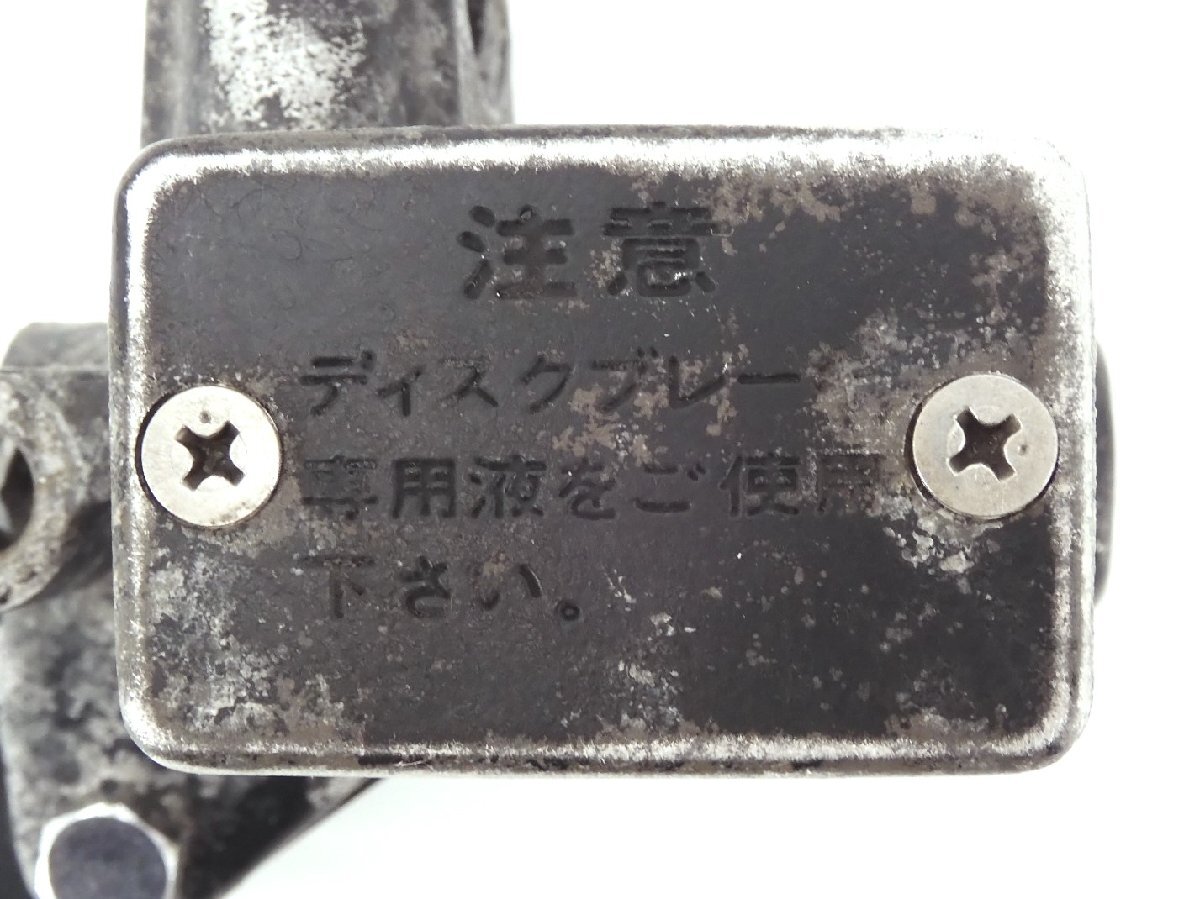 注意
ディスクブレーキ
専用液をご使用
下さい。